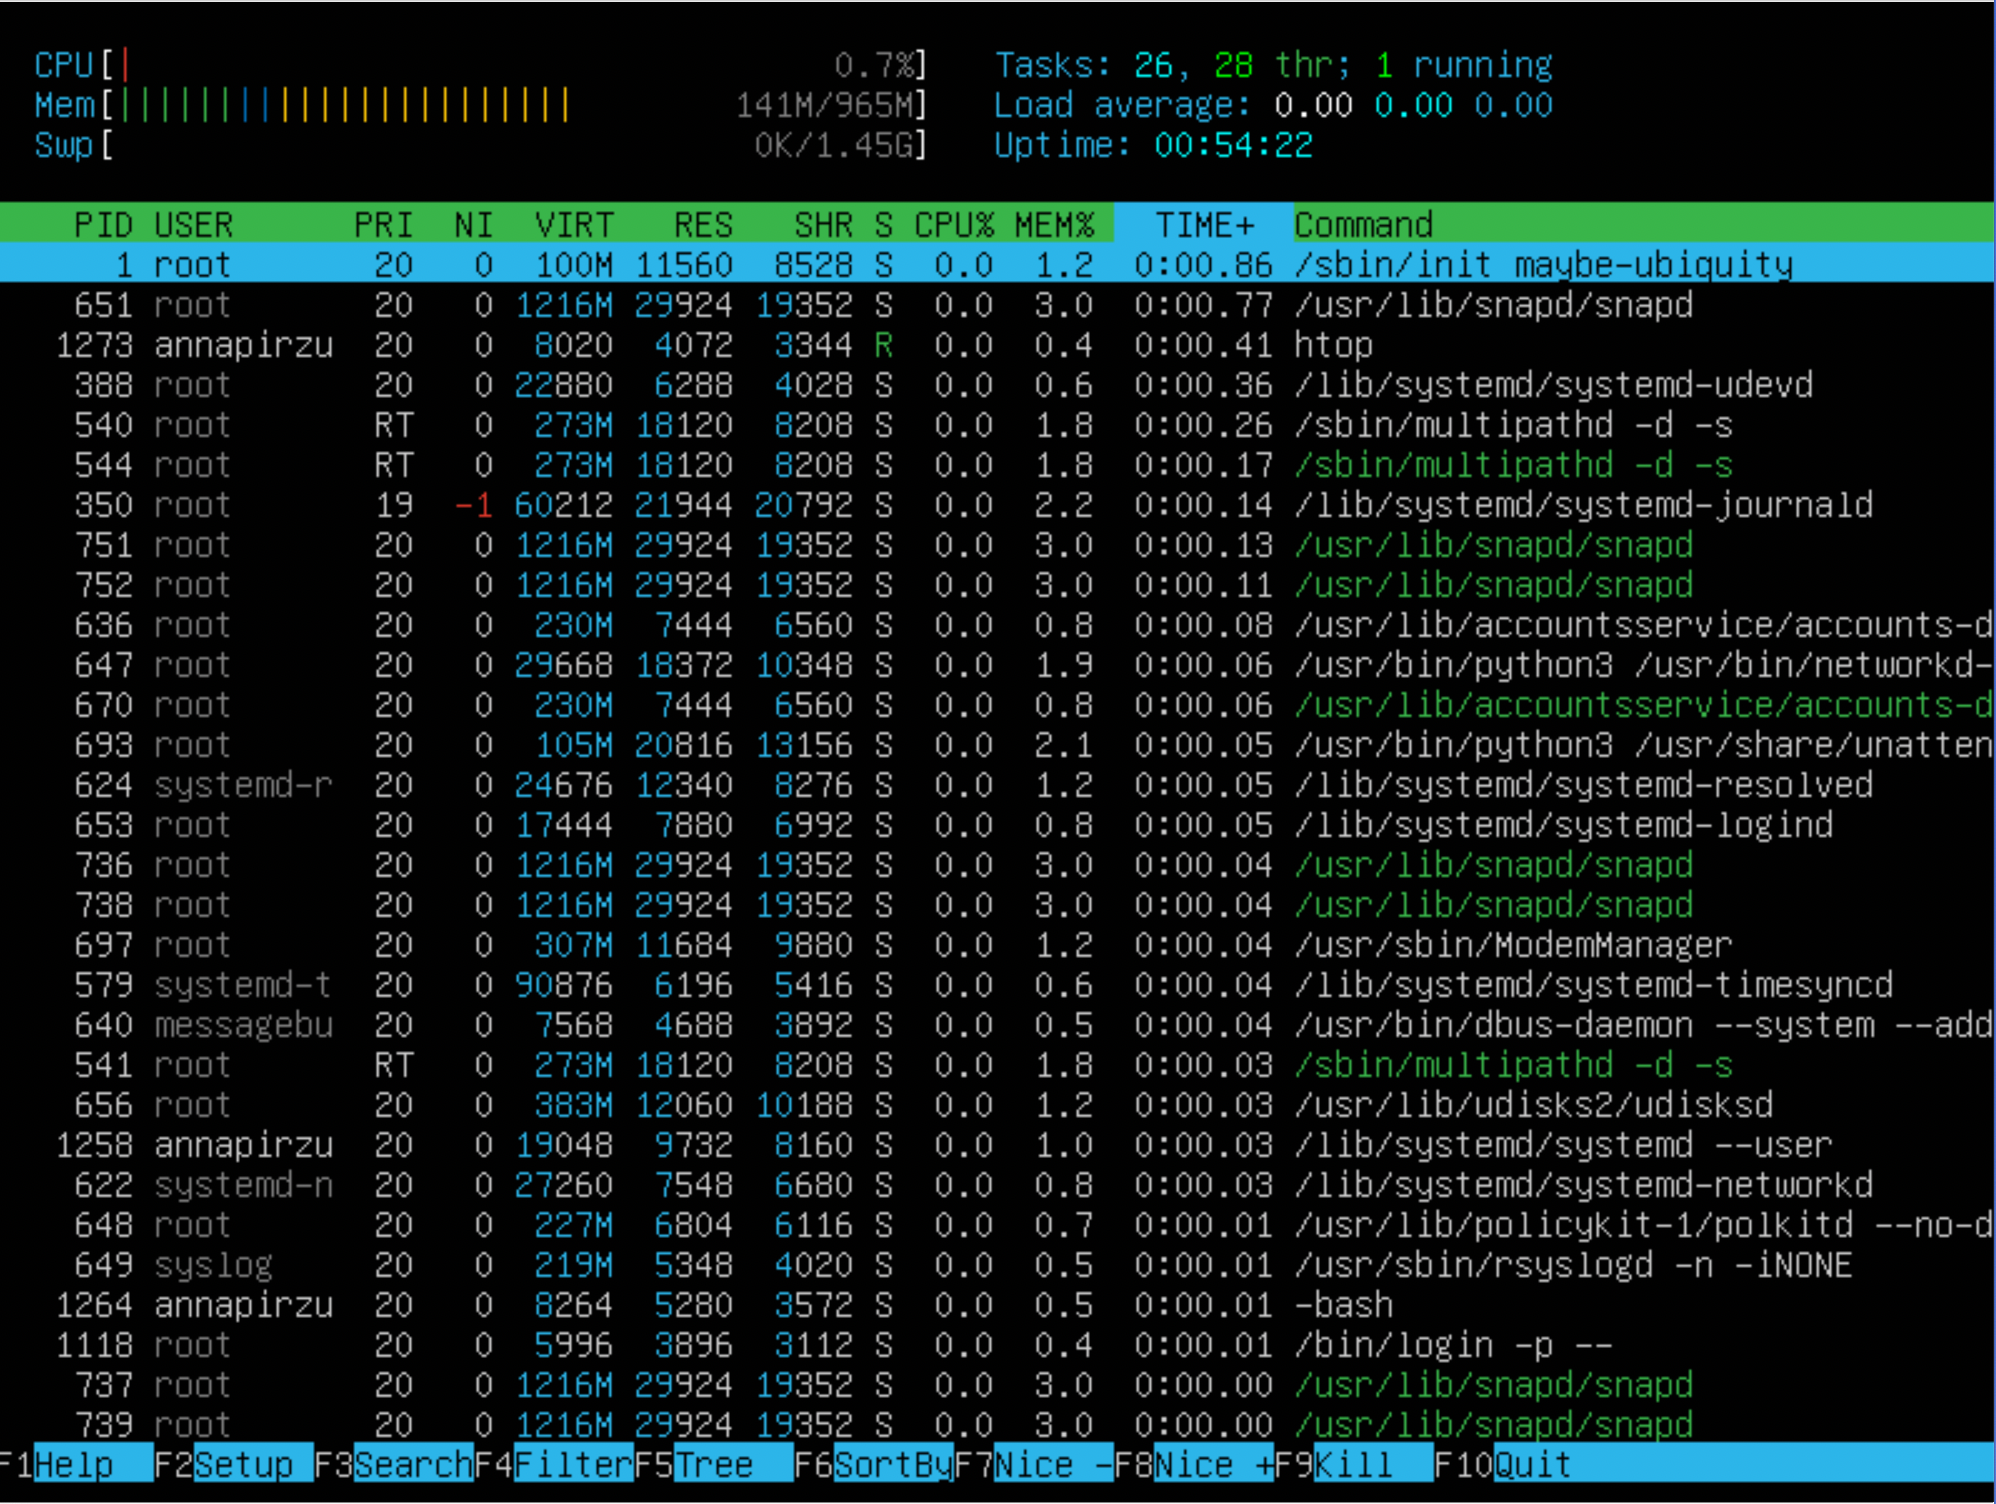 CPU[| 0.7%] Tasks: 26, 28 thr; 1 running
Mem[||||||||||||||||||||||| 141M/965M] Load average: 0.00 0.00 0.00
Swp[ 0K/1.45G] Uptime: 00:54:22
PID USER PRI NI VIRT RES SHR S CPU% MEM% TIME+ Command
1 root 20 0 100M 11560 8528 S 0.0 1.2 0:00.86 /sbin/init maybe-ubiquity
651 root 20 0 1216M 29924 19352 S 0.0 3.0 0:00.77 /usr/lib/snapd/snapd
1273 annapirzu 20 0 8020 4072 3344 R 0.0 0.4 0:00.41 htop
388 root 20 0 22880 6288 4028 S 0.0 0.6 0:00.36 /lib/systemd/systemd-udevd
540 root RT 0 273M 18120 8208 S 0.0 1.8 0:00.26 /sbin/multipathd -d -s
544 root RT 0 273M 18120 8208 S 0.0 1.8 0:00.17 /sbin/multipathd -d -s
350 root 19 -1 60212 21944 20792 S 0.0 2.2 0:00.14 /lib/systemd/systemd-journald
751 root 20 0 1216M 29924 19352 S 0.0 3.0 0:00.13 /usr/lib/snapd/snapd
752 root 20 0 1216M 29924 19352 S 0.0 3.0 0:00.11 /usr/lib/snapd/snapd
636 root 20 0 230M 7444 6560 S 0.0 0.8 0:00.08 /usr/lib/accountsservice/accounts-d
647 root 20 0 29668 18372 10348 S 0.0 1.9 0:00.06 /usr/bin/python3 /usr/bin/networkd-
670 root 20 0 230M 7444 6560 S 0.0 0.8 0:00.06 /usr/lib/accountsservice/accounts-d
693 root 20 0 105M 20816 13156 S 0.0 2.1 0:00.05 /usr/bin/python3 /usr/share/unatten
624 systemd-r 20 0 24676 12340 8276 S 0.0 1.2 0:00.05 /lib/systemd/systemd-resolved
653 root 20 0 17444 7880 6992 S 0.0 0.8 0:00.05 /lib/systemd/systemd-logind
736 root 20 0 1216M 29924 19352 S 0.0 3.0 0:00.04 /usr/lib/snapd/snapd
738 root 20 0 1216M 29924 19352 S 0.0 3.0 0:00.04 /usr/lib/snapd/snapd
697 root 20 0 307M 11684 9880 S 0.0 1.2 0:00.04 /usr/sbin/ModemManager
579 systemd-t 20 0 90876 6196 5416 S 0.0 0.6 0:00.04 /lib/systemd/systemd-timesyncd
640 messagebu 20 0 7568 4688 3892 S 0.0 0.5 0:00.04 /usr/bin/dbus-daemon --system --add
541 root RT 0 273M 18120 8208 S 0.0 1.8 0:00.03 /sbin/multipathd -d -s
656 root 20 0 383M 12060 10188 S 0.0 1.2 0:00.03 /usr/lib/udisks2/udisksd
1258 annapirzu 20 0 19048 9732 8160 S 0.0 1.0 0:00.03 /lib/systemd/systemd --user
622 systemd-n 20 0 27260 7548 6680 S 0.0 0.8 0:00.03 /lib/systemd/systemd-networkd
648 root 20 0 227M 6804 6116 S 0.0 0.7 0:00.01 /usr/lib/policykit-1/polkitd --no-d
649 syslog 20 0 219M 5348 4020 S 0.0 0.5 0:00.01 /usr/sbin/rsyslogd -n -iNONE
1264 annapirzu 20 0 8264 5280 3572 S 0.0 0.5 0:00.01 -bash
1118 root 20 0 5996 3896 3112 S 0.0 0.4 0:00.01 /bin/login -p --
737 root 20 0 1216M 29924 19352 S 0.0 3.0 0:00.00 /usr/lib/snapd/snapd
739 root 20 0 1216M 29924 19352 S 0.0 3.0 0:00.00 /usr/lib/snapd/snapd
F1Help F2Setup F3SearchF4FilterF5Tree F6SortByF7Nice -F8Nice +F9Kill F10Quit